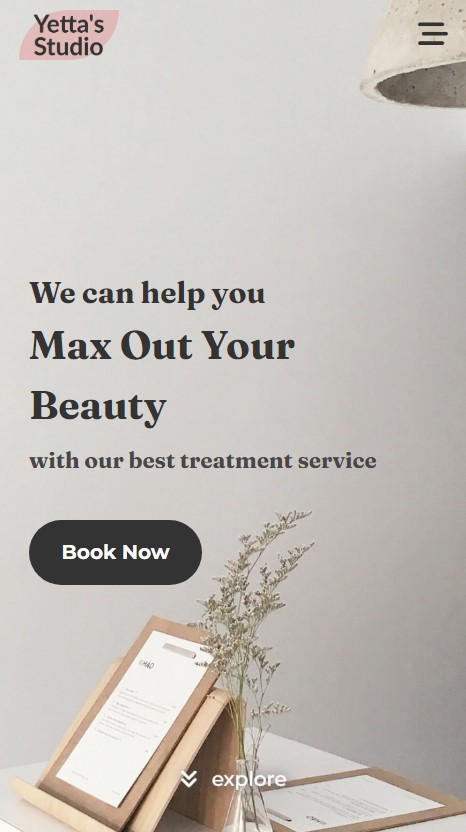 Yetta's
Studio
We can help you
Max Out Your
Beauty
with our best treatment service
Book Now
explore